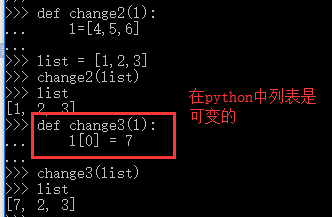 >>> def change2(l):
...     l=[4,5,6]
...
>>> list = [1,2,3]
>>> change2(list)
>>> list
[1, 2, 3]
>>> def change3(l):
...     l[0] = 7
...
>>> change3(list)
>>> list
[7, 2, 3]
在python中列表是
可变的